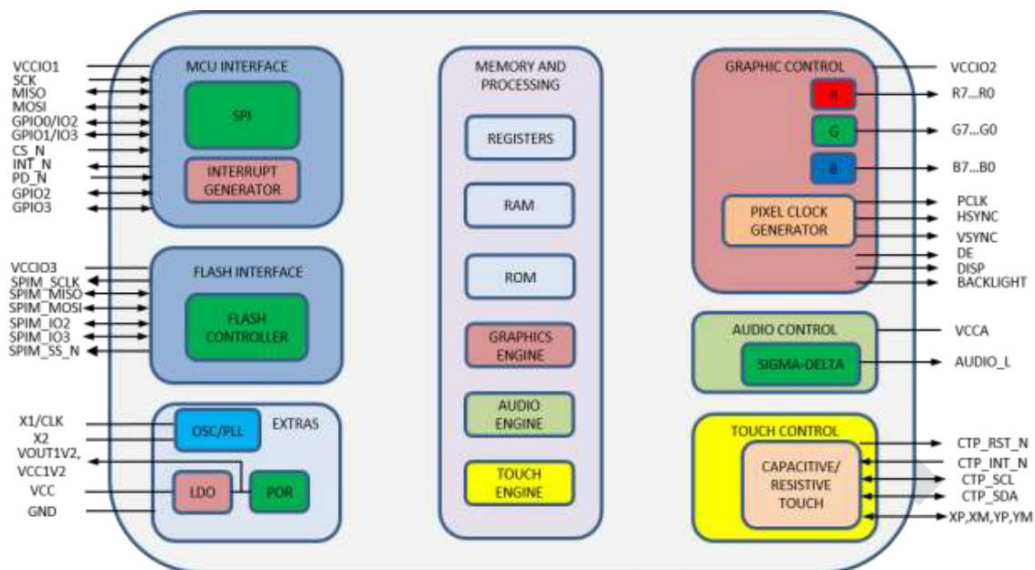 VCCIO1
SCK
MISO
MOSI
GPIO0/IO2
GPIO1/IO3
CS_N
INT_N
PD_N
GPIO2
GPIO3
MCU INTERFACE
SPI
INTERRUPT
GENERATOR
VCCIO3
SPIM_SCLK
SPIM_MISO
SPIM_MOSI
SPIM_IO2
SPIM_IO3
SPIM_SS_N
FLASH INTERFACE
FLASH
CONTROLLER
X1/CLK
X2
VOUT1V2,
VCC1V2
VCC
GND
OSC/PLL
EXTRAS
LDO
POR
MEMORY AND
PROCESSING
REGISTERS
RAM
ROM
GRAPHICS
ENGINE
AUDIO
ENGINE
TOUCH
ENGINE
GRAPHIC CONTROL
R
G
B
PIXEL CLOCK
GENERATOR
VCCIO2
R7...R0
G7...G0
B7...B0
PCLK
HSYNC
VSYNC
DE
DISP
BACKLIGHT
AUDIO CONTROL
SIGMA-DELTA
VCCA
AUDIO_L
TOUCH CONTROL
CAPACITIVE/
RESISTIVE
TOUCH
CTP_RST_N
CTP_INT_N
CTP_SCL
CTP_SDA
XP,XM,YP,YM